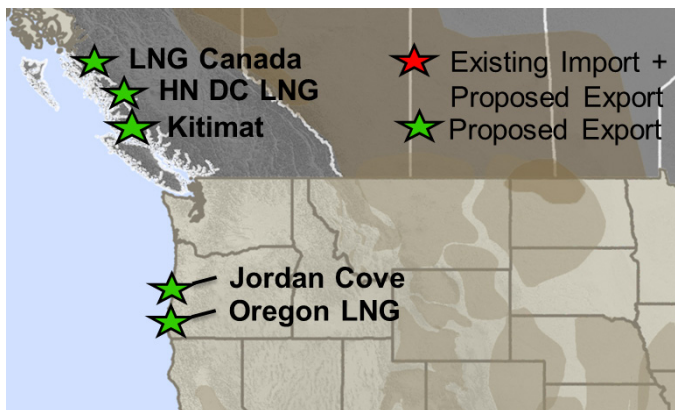 LNG Canada
HN DC LNG
Kitimat
Existing Import +
Proposed Export
Proposed Export
Jordan Cove
Oregon LNG